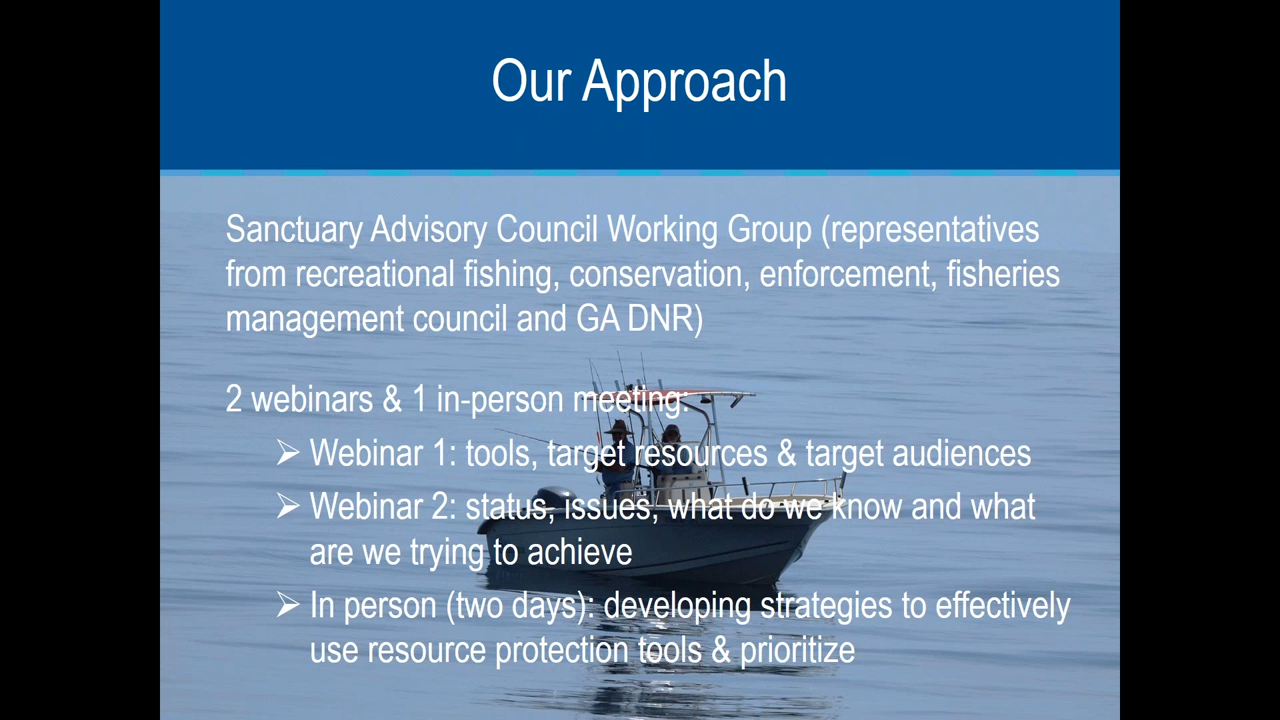 Our Approach
Sanctuary Advisory Council Working Group (representatives
from recreational fishing, conservation, enforcement, fisheries
management council and GA DNR)
2 webinars & 1 in-person meeting:
➢ Webinar 1: tools, target resources & target audiences
➢ Webinar 2: status, issues, what do we know and what
are we trying to achieve
➢ In person (two days): developing strategies to effectively
use resource protection tools & prioritize